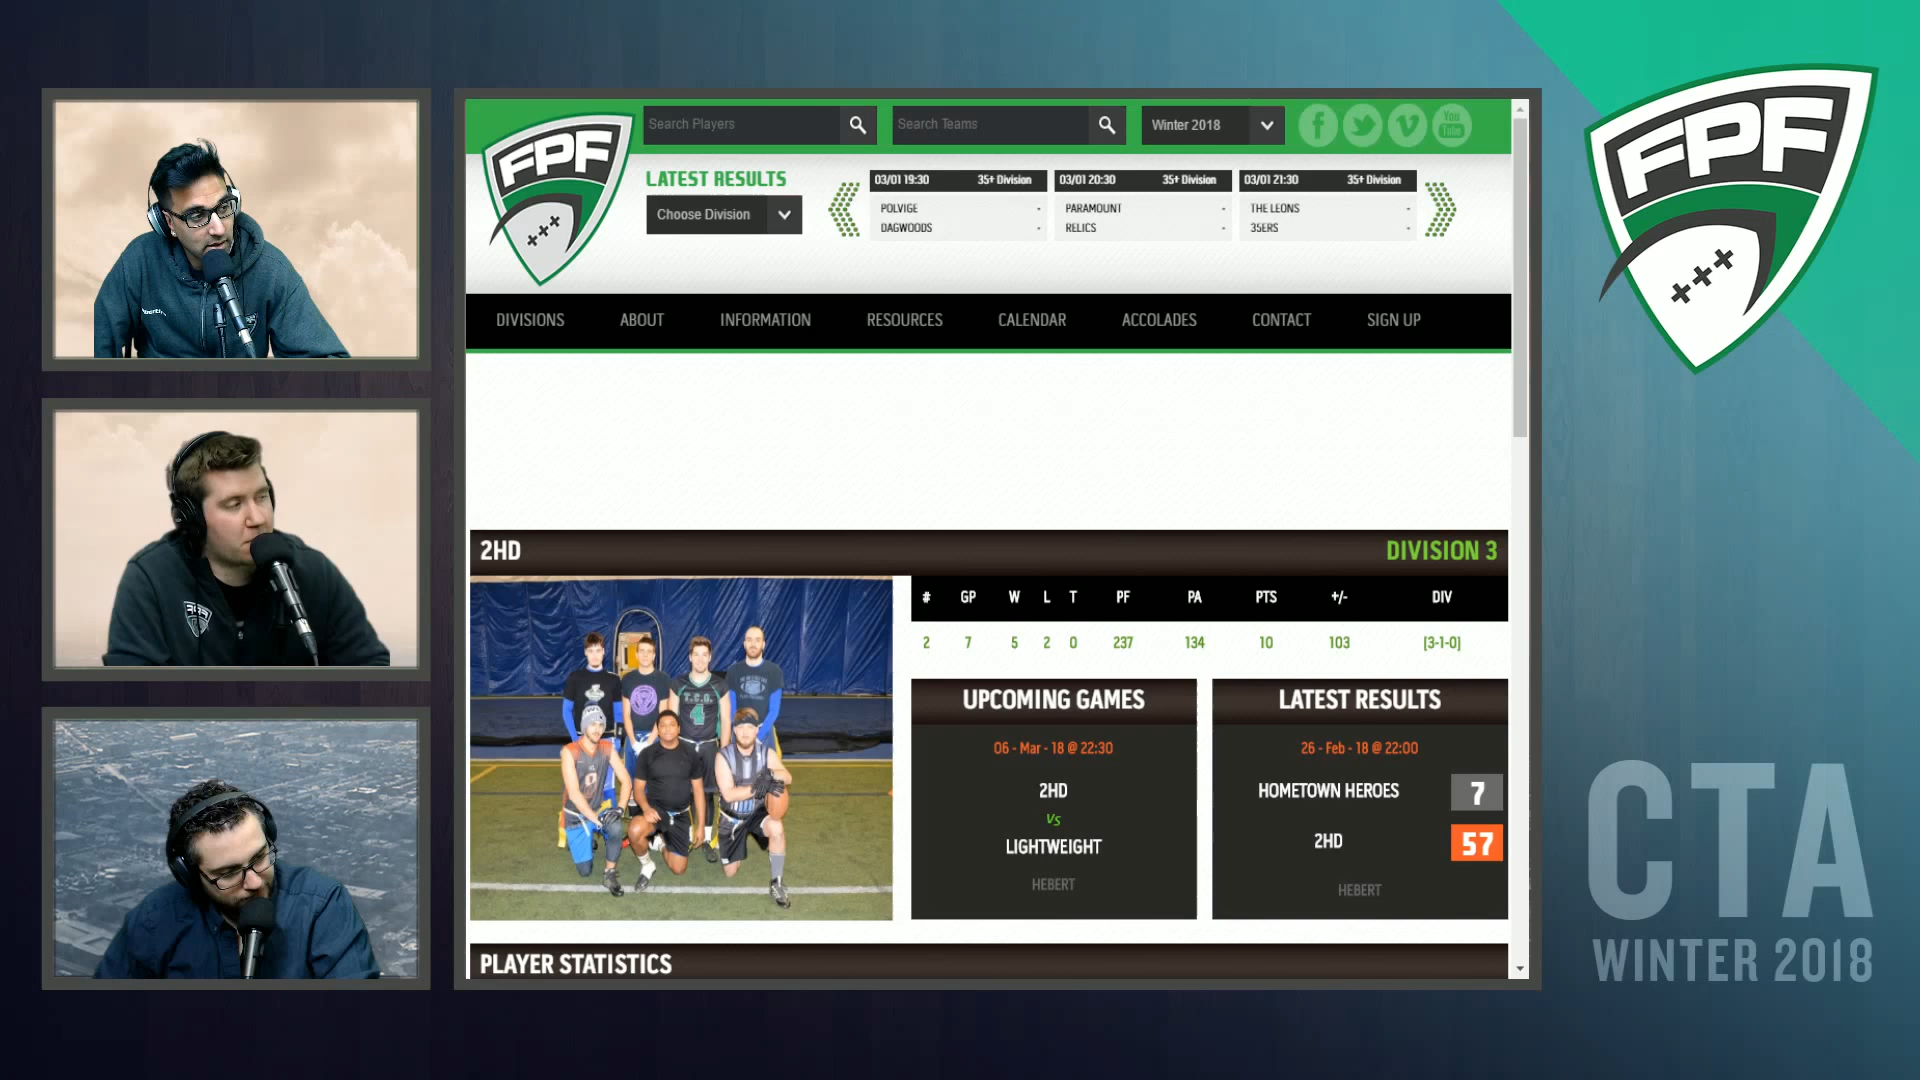 FPF
Search Players
Search Teams
Winter 2018
You
Tube
LATEST RESULTS
Choose Division
03/01 19:30 35+ Division
POLVIGE -
DAGWOODS -
03/01 20:30 35+ Division
PARAMOUNT -
RELICS -
03/01 21:30 35+ Division
THE LEONS -
35ERS -
DIVISIONS ABOUT INFORMATION RESOURCES CALENDAR ACCOLADES CONTACT SIGN UP
2HD DIVISION 3
# GP W L T PF PA PTS +/- DIV
2 7 5 2 0 237 134 10 103 [3-1-0]
UPCOMING GAMES
06 - Mar - 18 @ 22:30
2HD
VS
LIGHTWEIGHT
HEBERT
LATEST RESULTS
26 - Feb - 18 @ 22:00
HOMETOWN HEROES 7
2HD 57
HEBERT
T.C.O.
4
PLAYER STATISTICS
FPF
CTA
WINTER 2018